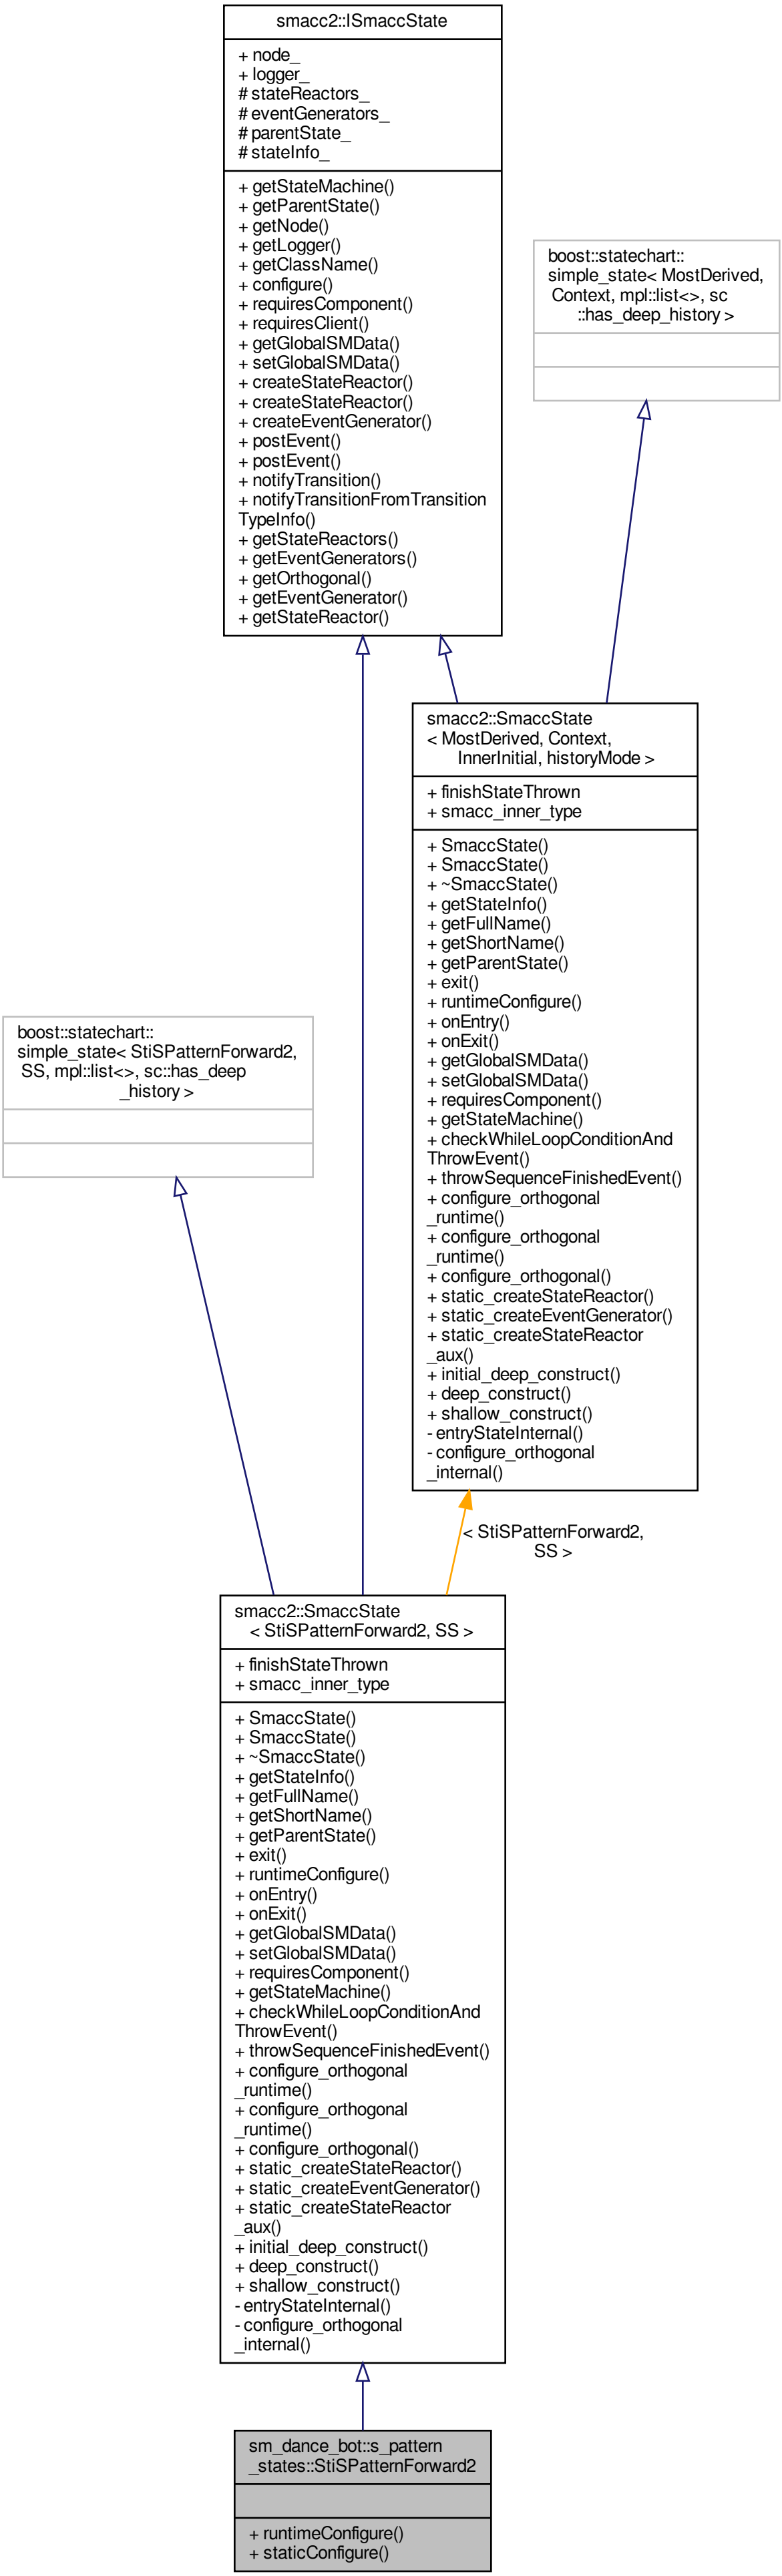 smacc2::ISmaccState
+ node_
+ logger_
# stateReactors_
# eventGenerators_
# parentState_
# stateInfo_
+ getStateMachine()
+ getParentState()
+ getNode()
+ getLogger()
+ getClassName()
+ configure()
+ requiresComponent()
+ requiresClient()
+ getGlobalSMData()
+ setGlobalSMData()
+ createStateReactor()
+ createStateReactor()
+ createEventGenerator()
+ postEvent()
+ postEvent()
+ notifyTransition()
+ notifyTransitionFromTransition
TypeInfo()
+ getStateReactors()
+ getEventGenerators()
+ getOrthogonal()
+ getEventGenerator()
+ getStateReactor()
boost::statechart::
simple_state< MostDerived,
Context, mpl::list<>, sc
::has_deep_history >
smacc2::SmaccState
< MostDerived, Context,
InnerInitial, historyMode >
+ finishStateThrown
+ smacc_inner_type
+ SmaccState()
+ SmaccState()
+ ~SmaccState()
+ getStateInfo()
+ getFullName()
+ getShortName()
+ getParentState()
+ exit()
+ runtimeConfigure()
+ onEntry()
+ onExit()
+ getGlobalSMData()
+ setGlobalSMData()
+ requiresComponent()
+ getStateMachine()
+ checkWhileLoopConditionAnd
ThrowEvent()
+ throwSequenceFinishedEvent()
+ configure_orthogonal
_runtime()
+ configure_orthogonal
_runtime()
+ configure_orthogonal()
+ static_createStateReactor()
+ static_createEventGenerator()
+ static_createStateReactor
_aux()
+ initial_deep_construct()
+ deep_construct()
+ shallow_construct()
- entryStateInternal()
- configure_orthogonal
_internal()
boost::statechart::
simple_state< StiSPatternForward2,
SS, mpl::list<>, sc::has_deep
_history >
< StiSPatternForward2,
SS >
smacc2::SmaccState
< StiSPatternForward2, SS >
+ finishStateThrown
+ smacc_inner_type
+ SmaccState()
+ SmaccState()
+ ~SmaccState()
+ getStateInfo()
+ getFullName()
+ getShortName()
+ getParentState()
+ exit()
+ runtimeConfigure()
+ onEntry()
+ onExit()
+ getGlobalSMData()
+ setGlobalSMData()
+ requiresComponent()
+ getStateMachine()
+ checkWhileLoopConditionAnd
ThrowEvent()
+ throwSequenceFinishedEvent()
+ configure_orthogonal
_runtime()
+ configure_orthogonal
_runtime()
+ configure_orthogonal()
+ static_createStateReactor()
+ static_createEventGenerator()
+ static_createStateReactor
_aux()
+ initial_deep_construct()
+ deep_construct()
+ shallow_construct()
- entryStateInternal()
- configure_orthogonal
_internal()
sm_dance_bot::s_pattern
_states::StiSPatternForward2
+ runtimeConfigure()
+ staticConfigure()